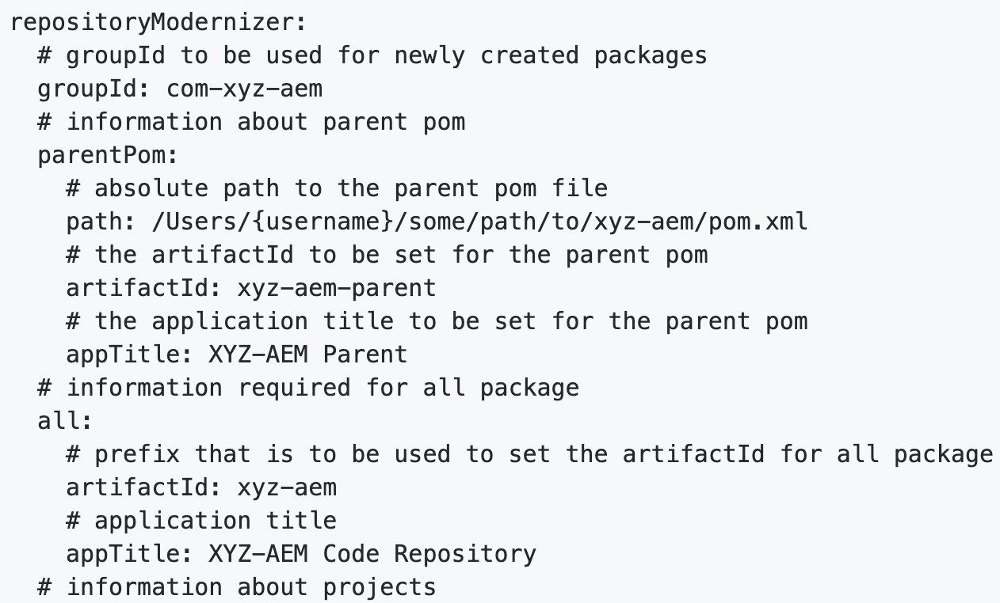 repositoryModernizer:
  # groupId to be used for newly created packages
  groupId: com-xyz-aem
  # information about parent pom
  parentPom:
    # absolute path to the parent pom file
    path: /Users/{username}/some/path/to/xyz-aem/pom.xml
    # the artifactId to be set for the parent pom
    artifactId: xyz-aem-parent
    # the application title to be set for the parent pom
    appTitle: XYZ-AEM Parent
  # information required for all package
  all:
    # prefix that is to be used to set the artifactId for all package
    artifactId: xyz-aem
    # application title
    appTitle: XYZ-AEM Code Repository
  # information about projects